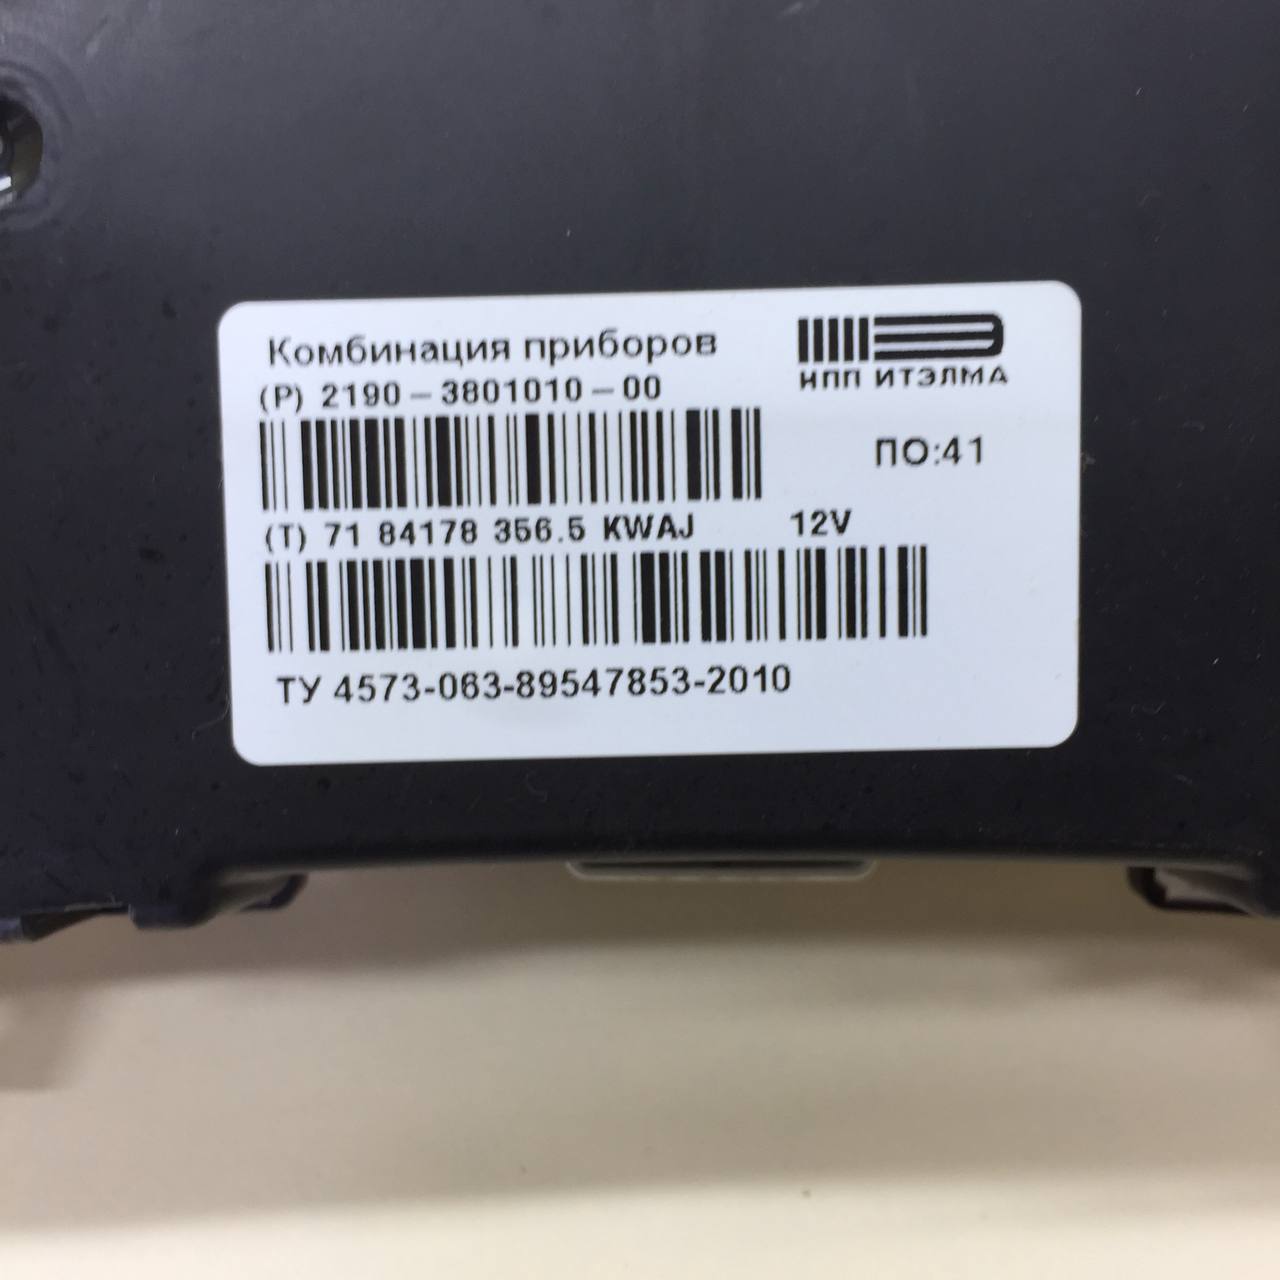 Комбинация приборов
НПП ИТЭЛМА
(P) 2190-3801010-00
ПО:41
(T) 71 84178 356.5 KWAJ 12V
ТУ 4573-063-89547853-2010